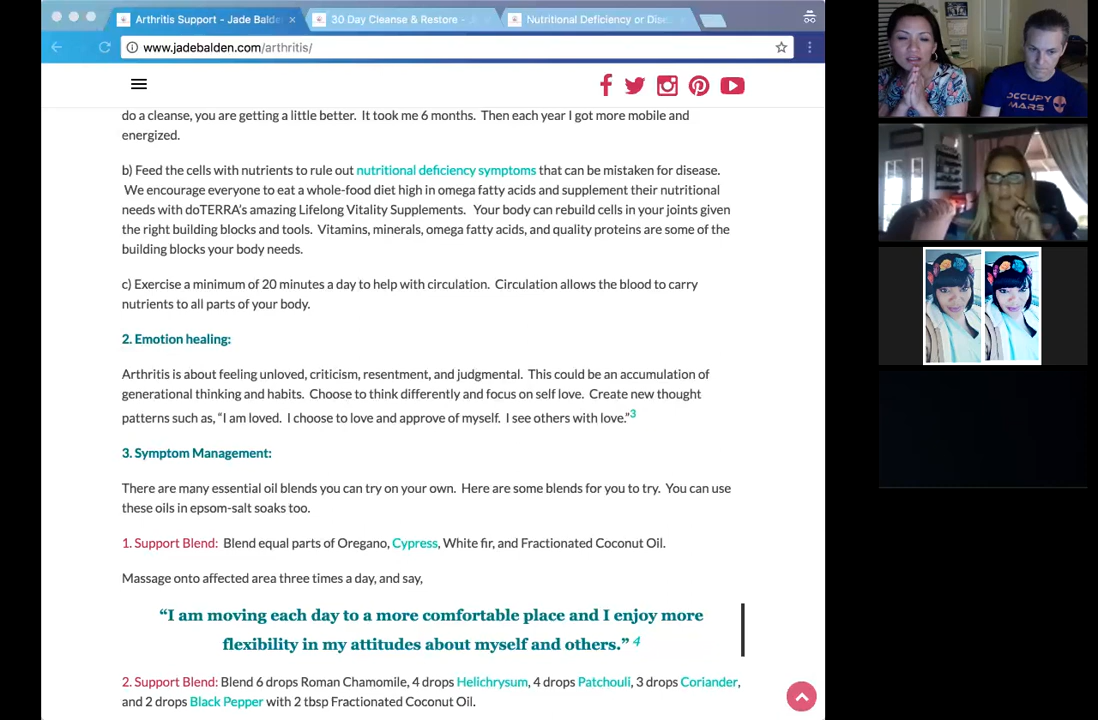 Arthritis Support - Jade Balde
30 Day Cleanse & Restore -
Nutritional Deficiency or Dise
www.jadebalden.com/arthritis/
do a cleanse, you are getting a little better. It took me 6 months. Then each year I got more mobile and
energized.
b) Feed the cells with nutrients to rule out nutritional deficiency symptoms that can be mistaken for disease.
We encourage everyone to eat a whole-food diet high in omega fatty acids and supplement their nutritional
needs with doTERRA's amazing Lifelong Vitality Supplements. Your body can rebuild cells in your joints given
the right building blocks and tools. Vitamins, minerals, omega fatty acids, and quality proteins are some of the
building blocks your body needs.
c) Exercise a minimum of 20 minutes a day to help with circulation. Circulation allows the blood to carry
nutrients to all parts of your body.
2. Emotion healing:
Arthritis is about feeling unloved, criticism, resentment, and judgmental. This could be an accumulation of
generational thinking and habits. Choose to think differently and focus on self love. Create new thought
patterns such as, “I am loved. I choose to love and approve of myself. I see others with love.”3
3. Symptom Management:
There are many essential oil blends you can try on your own. Here are some blends for you to try. You can use
these oils in epsom-salt soaks too.
1. Support Blend: Blend equal parts of Oregano, Cypress, White fir, and Fractionated Coconut Oil.
Massage onto affected area three times a day, and say,
“I am moving each day to a more comfortable place and I enjoy more
flexibility in my attitudes about myself and others.” 4
2. Support Blend: Blend 6 drops Roman Chamomile, 4 drops Helichrysum, 4 drops Patchouli, 3 drops Coriander,
and 2 drops Black Pepper with 2 tbsp Fractionated Coconut Oil.
OCCUPY
MARS